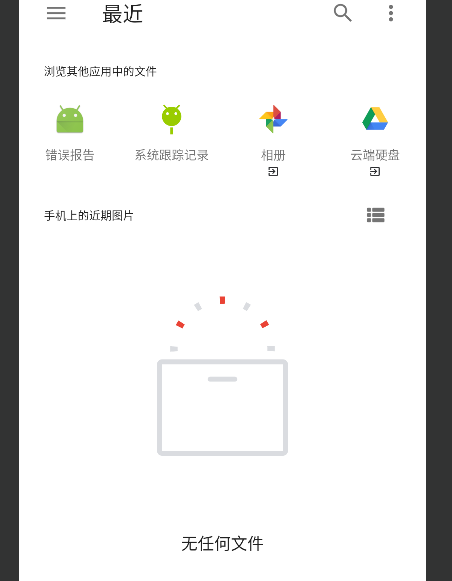 最近
浏览其他应用中的文件
错误报告 系统跟踪记录 相册 云端硬盘
手机上的近期图片
无任何文件